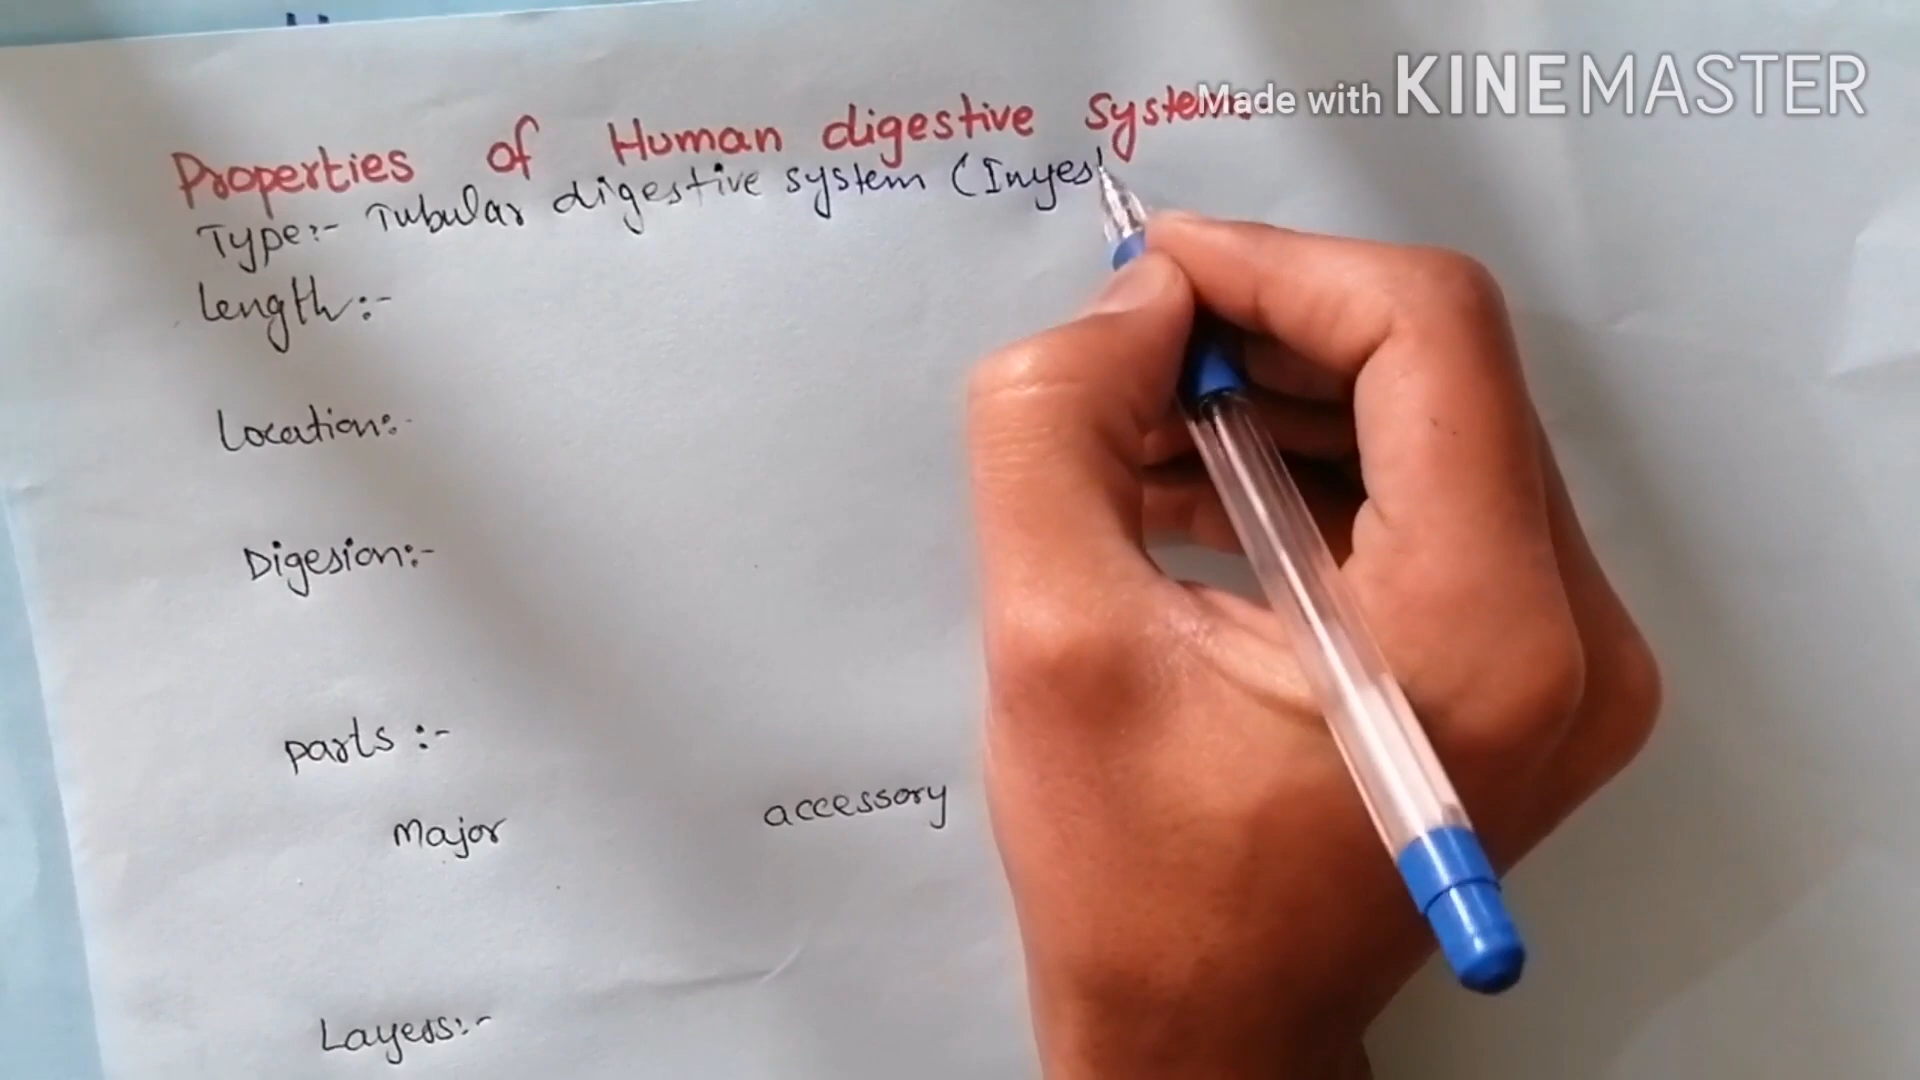 Made with KINEMASTER
Properties of Human digestive system
Type:- Tubular digestive system (Inyes
Length:-
Location:-
Digesion:-
parts :-
Major accessory
Layers:-